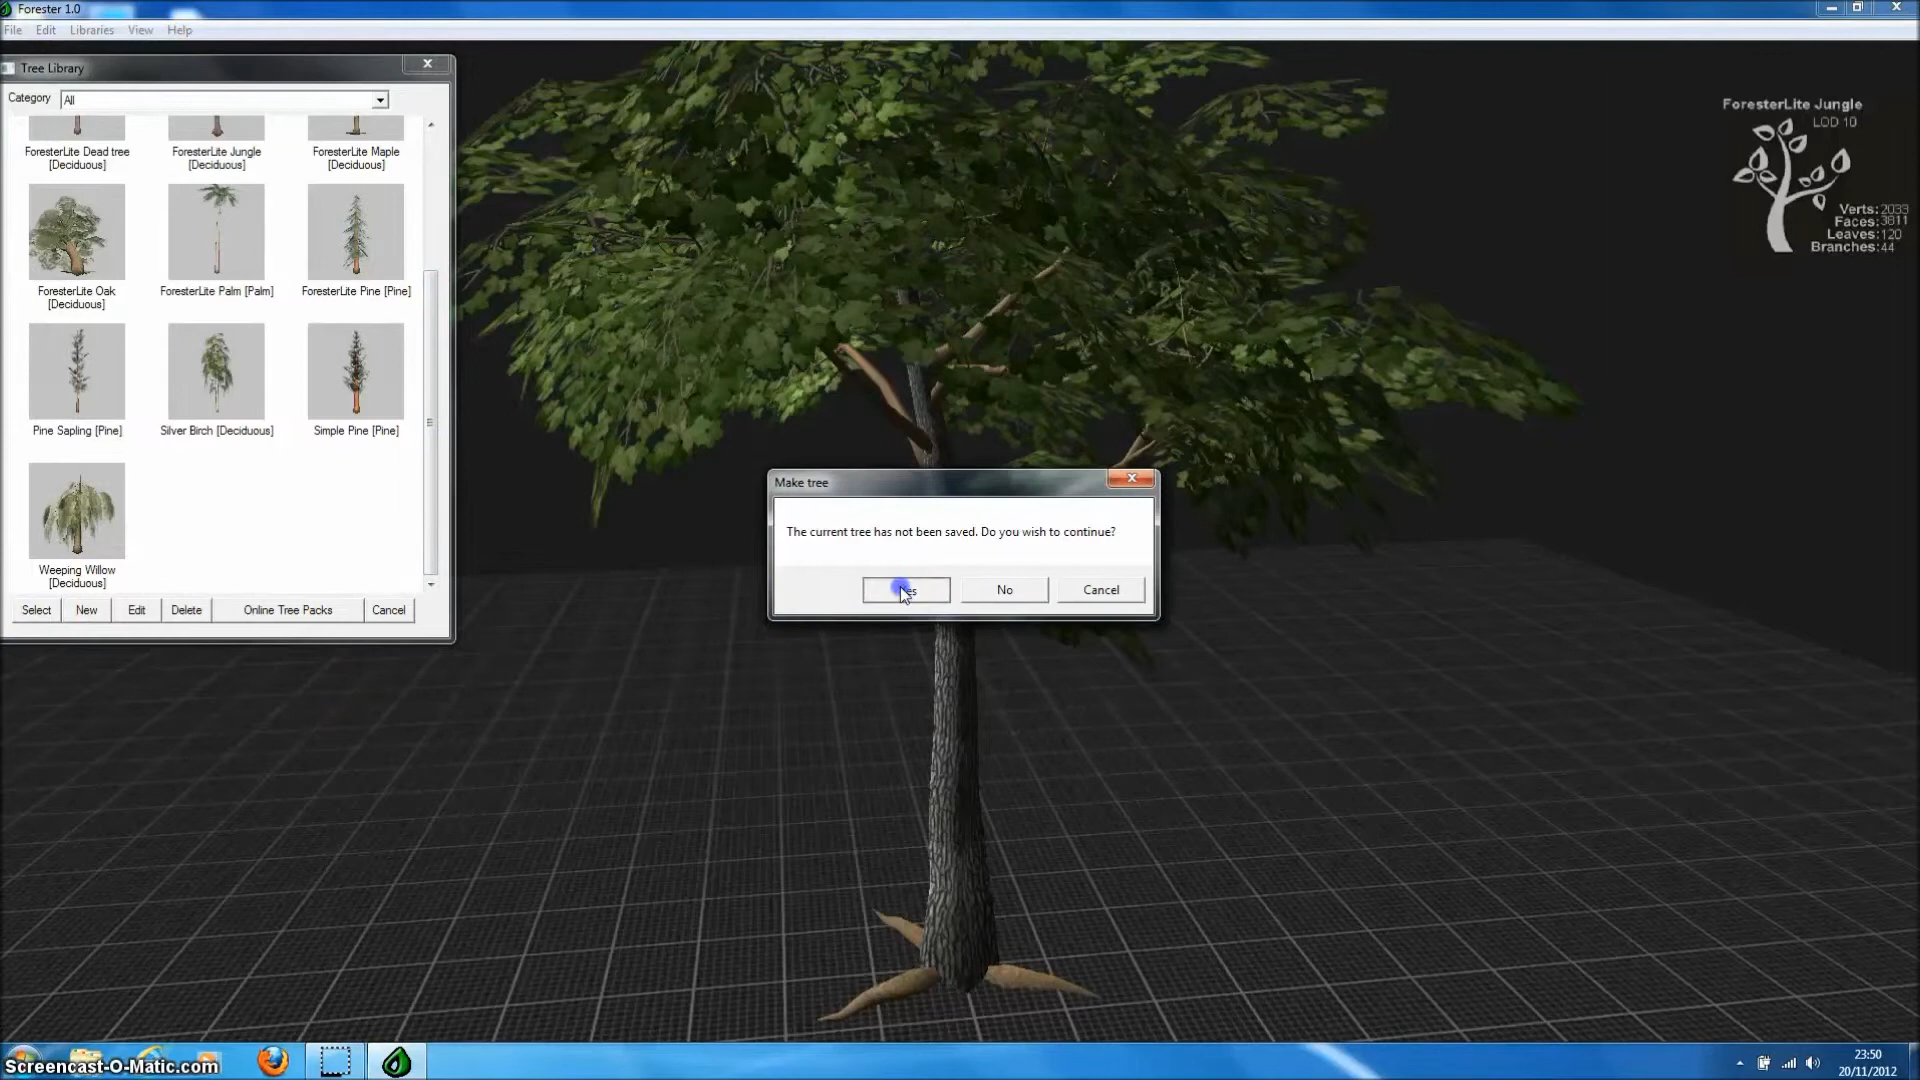 Forester 1.0
File Edit Libraries View Help
Tree Library
Category All
ForesterLite Dead tree
[Deciduous]
ForesterLite Jungle
[Deciduous]
ForesterLite Maple
[Deciduous]
ForesterLite Oak
[Deciduous]
ForesterLite Palm [Palm]
ForesterLite Pine [Pine]
Pine Sapling [Pine]
Silver Birch [Deciduous]
Simple Pine [Pine]
Weeping Willow
[Deciduous]
Select New Edit Delete Online Tree Packs Cancel
Make tree
The current tree has not been saved. Do you wish to continue?
No Cancel
ForesterLite Jungle
LOD 10
Verts:2033
Faces:3811
Leaves:120
Branches:44
Screencast-O-Matic.com
23:50
20/11/2012